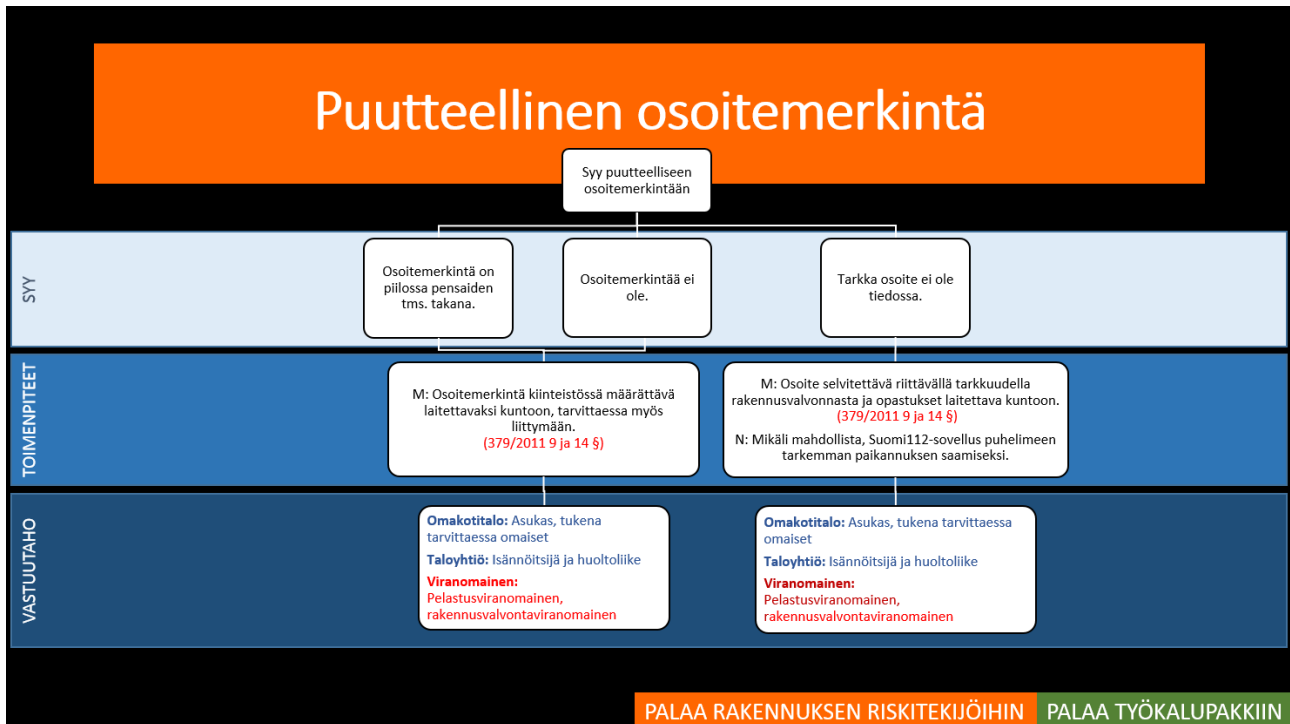 Puutteellinen osoitemerkintä
Syy puutteelliseen
osoitemerkintään
SYY
Osoitemerkintä on
piilossa pensaiden
tms. takana.
Osoitemerkintää ei
ole.
Tarkka osoite ei ole
tiedossa.
TOIMENPITEET
M: Osoitemerkintä kiinteistössä määrättävä
laitettavaksi kuntoon, tarvittaessa myös
liittymään.
(379/2011 9 ja 14 §)
M: Osoite selvitettävä riittävällä tarkkuudella
rakennusvalvonnasta ja opastukset laitettava kuntoon.
(379/2011 9 ja 14 §)
N: Mikäli mahdollista, Suomi112-sovellus puhelimeen
tarkemman paikannuksen saamiseksi.
VASTUUTAHO
Omakotitalo: Asukas, tukena
tarvittaessa omaiset
Taloyhtiö: Isännöitsijä ja huoltoliike
Viranomainen:
Pelastusviranomainen,
rakennusvalvontaviranomainen
Omakotitalo: Asukas, tukena tarvittaessa
omaiset
Taloyhtiö: Isännöitsijä ja huoltoliike
Viranomainen:
Pelastusviranomainen,
rakennusvalvontaviranomainen
PALAA RAKENNUKSEN RISKITEKIJÖIHIN
PALAA TYÖKALUPAKKIIN